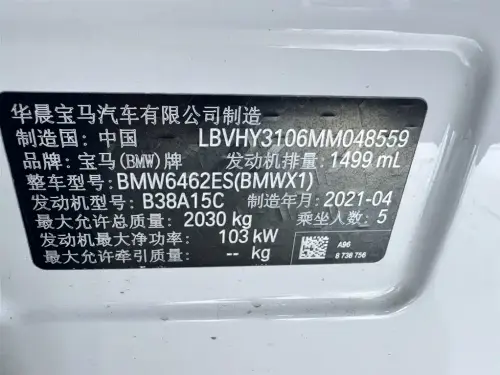 华晨宝马汽车有限公司制造
制造国：中国 LBVHY3106MM048559
品牌：宝马(BMW)牌 发动机排量：1499 mL
整车型号：BMW6462ES(BMWX1)
发动机型号：B38A15C 制造年月：2021-04
最大允许总质量：2030 kg 乘坐人数：5
发动机最大净功率：103 kW
最大允许牵引质量：-- kg
A96
8 738 756